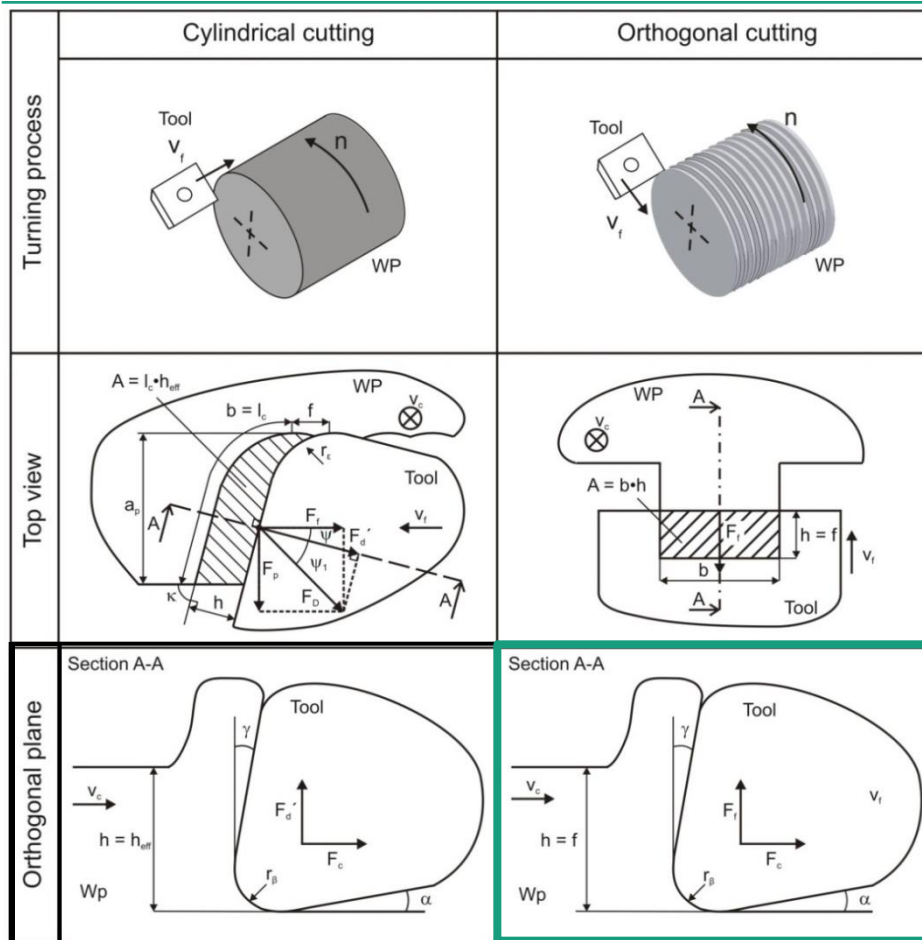 Cylindrical cutting
Orthogonal cutting
Turning process
Tool
v_f
n
WP
Tool
v_f
n
WP
Top view
A = l_c•h_eff
WP
b = l_c
f
v_c
r_ε
a_p
Tool
A
F_f
ψ
F_d´
v_f
F_p
ψ_1
F_D
A
κ
h
A
WP
v_c
A = b•h
F_f
h = f
v_f
b
A
Tool
Orthogonal plane
Section A-A
Tool
γ
v_c
F_d´
h = h_eff
F_c
r_β
Wp
α
Section A-A
Tool
γ
v_c
F_f
v_f
h = f
F_c
r_β
Wp
α